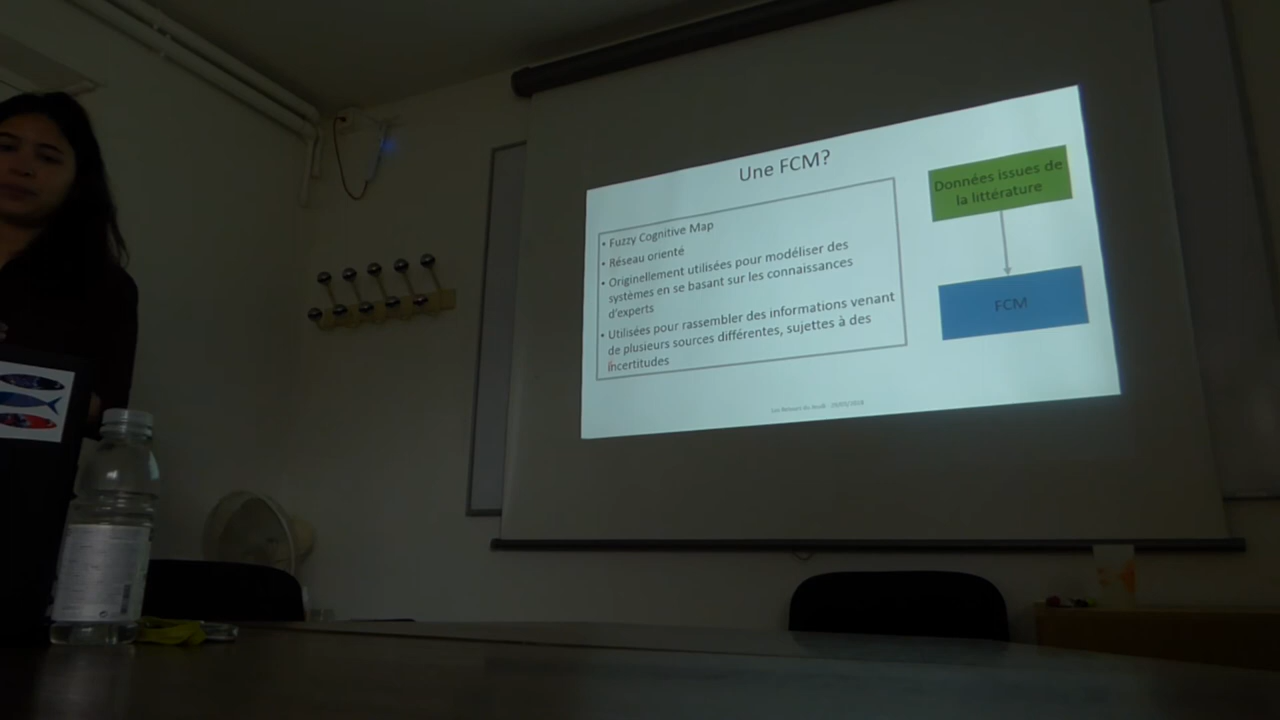 Une FCM?
• Fuzzy Cognitive Map
• Réseau orienté
• Originellement utilisées pour modéliser des
systèmes en se basant sur les connaissances
d'experts
• Utilisées pour rassembler des informations venant
de plusieurs sources différentes, sujettes à des
incertitudes
Données issues de
la littérature
FCM